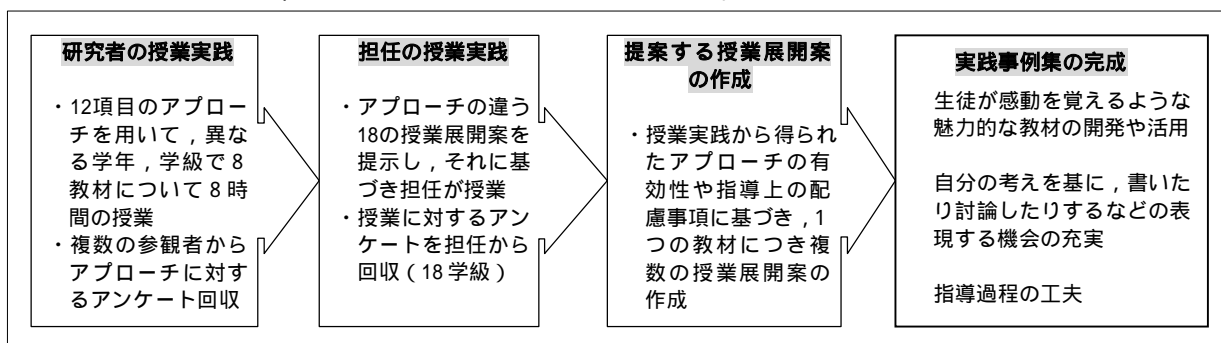 研究者の授業実践
・12項目のアプロー
チを用いて，異な
る学年，学級で８
教材について８時
間の授業
・複数の参観者から
アプローチに対す
るアンケート回収
担任の授業実践
・アプローチの違う
18の授業展開案を
提示し，それに基
づき担任が授業
・授業に対するアン
ケートを担任から
回収（18学級）
提案する授業展開案
の作成
・授業実践から得られ
たアプローチの有
効性や指導上の配
慮事項に基づき，1
つの教材につき複
数の授業展開案の
作成
実践事例集の完成
生徒が感動を覚えるような
魅力的な教材の開発や活用
自分の考えを基に，書いた
り討論したりするなどの表
現する機会の充実
指導過程の工夫